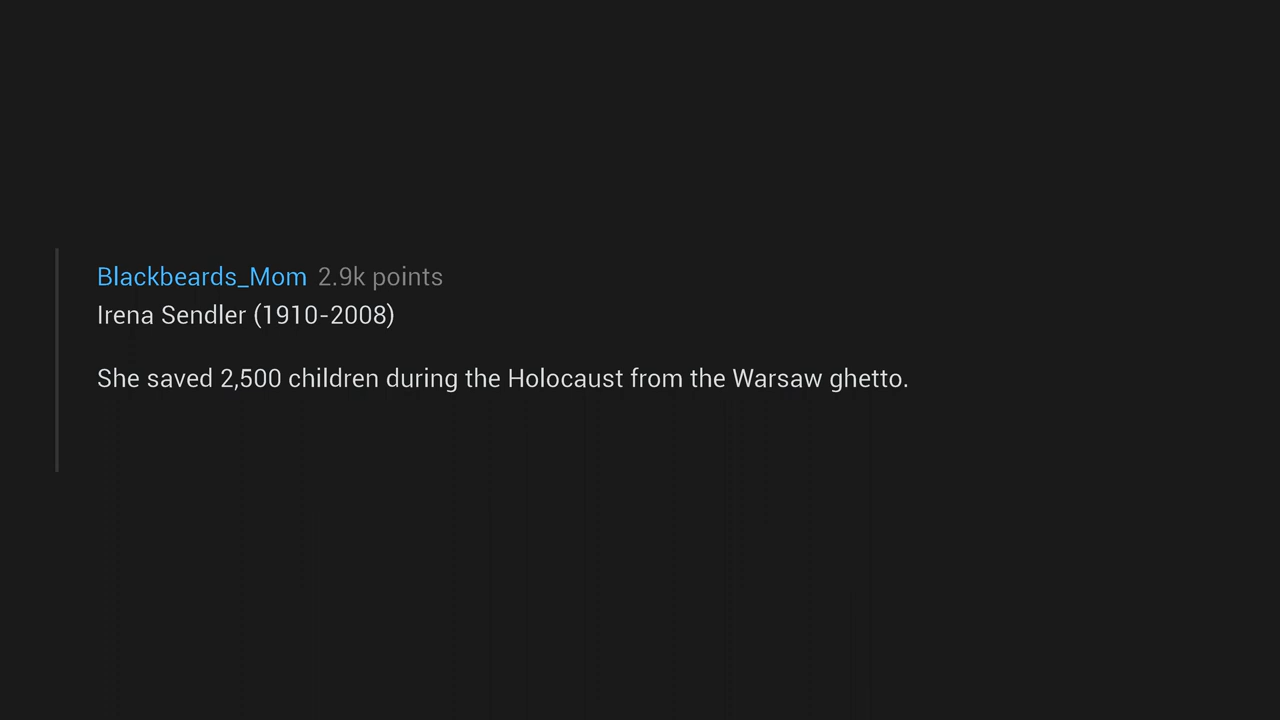 Blackbeards_Mom 2.9k points
Irena Sendler (1910-2008)
She saved 2,500 children during the Holocaust from the Warsaw ghetto.